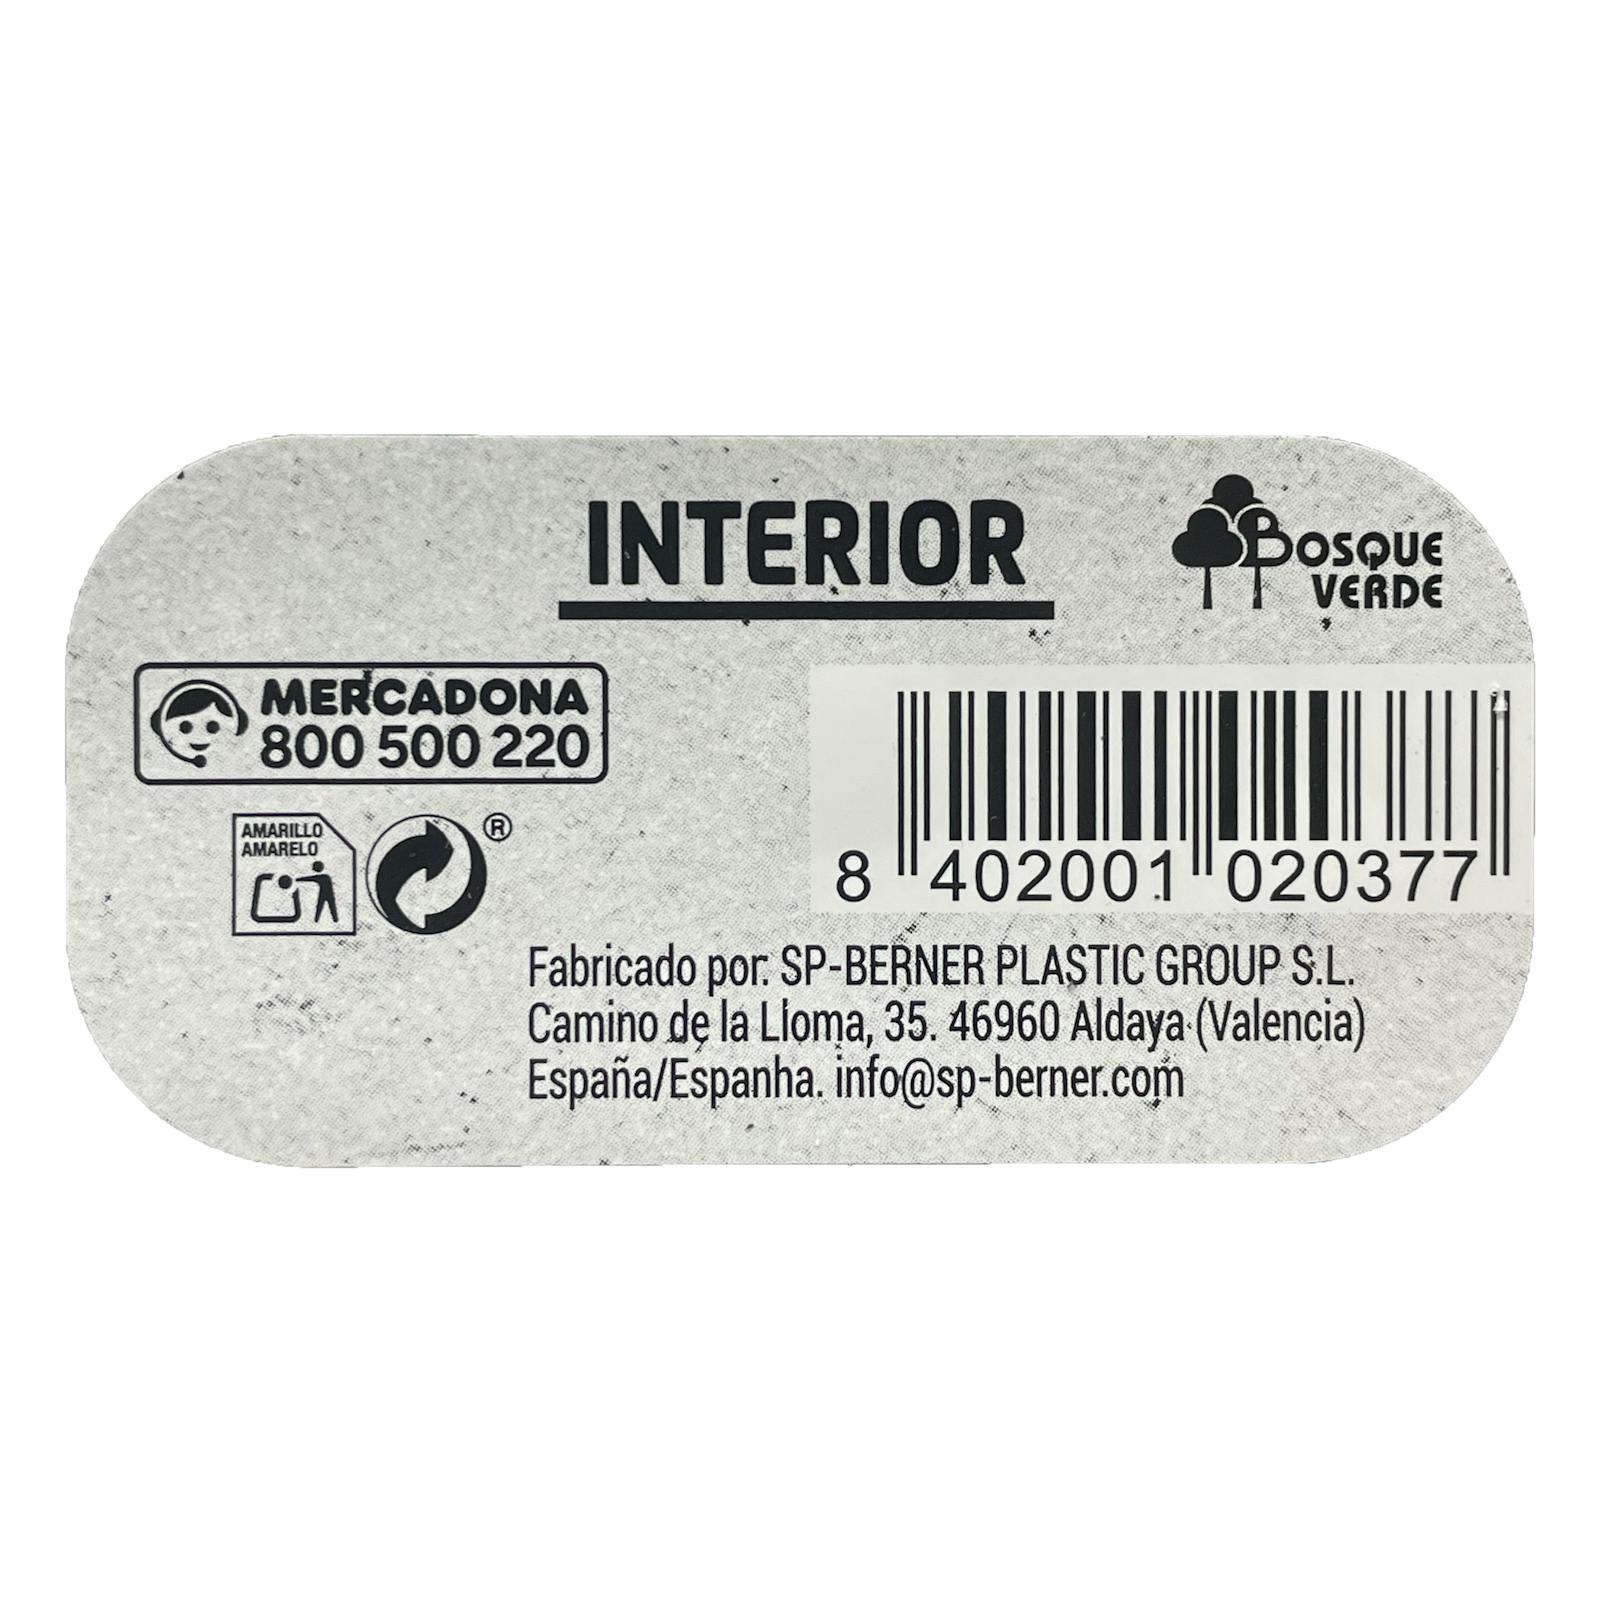 INTERIOR
BOSQUE
VERDE
MERCADONA
800 500 220
AMARILLO
AMARELO
®
8 402001 020377
Fabricado por: SP-BERNER PLASTIC GROUP S.L.
Camino de la Lloma, 35. 46960 Aldaya (Valencia)
España/Espanha. info@sp-berner.com